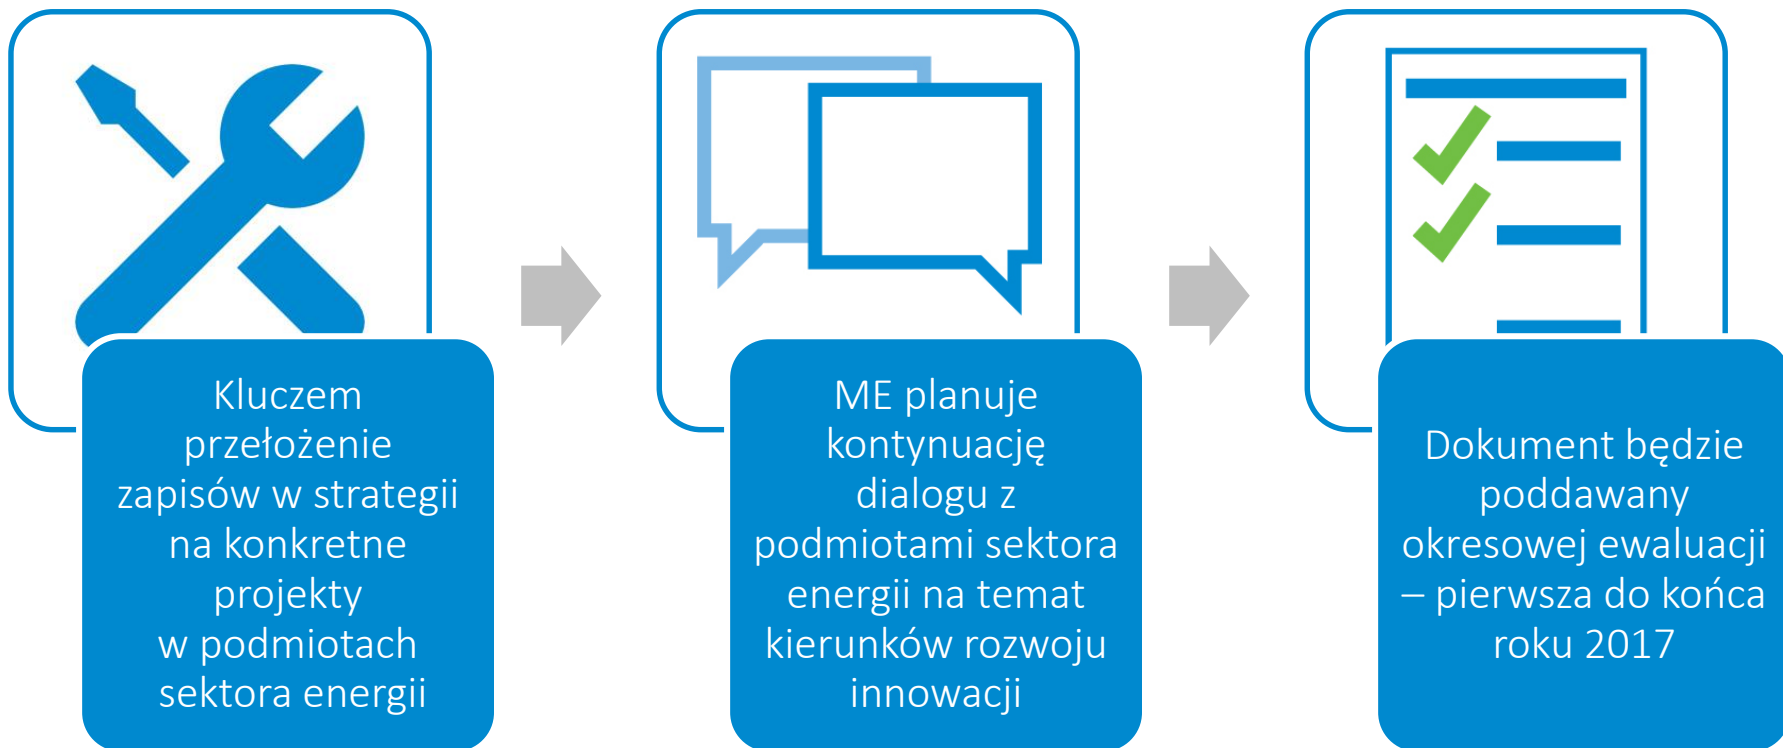 Kluczem
przełożenie
zapisów w strategii
na konkretne
projekty
w podmiotach
sektora energii
ME planuje
kontynuację
dialogu z
podmiotami sektora
energii na temat
kierunków rozwoju
innowacji
Dokument będzie
poddawany
okresowej ewaluacji
– pierwsza do końca
roku 2017